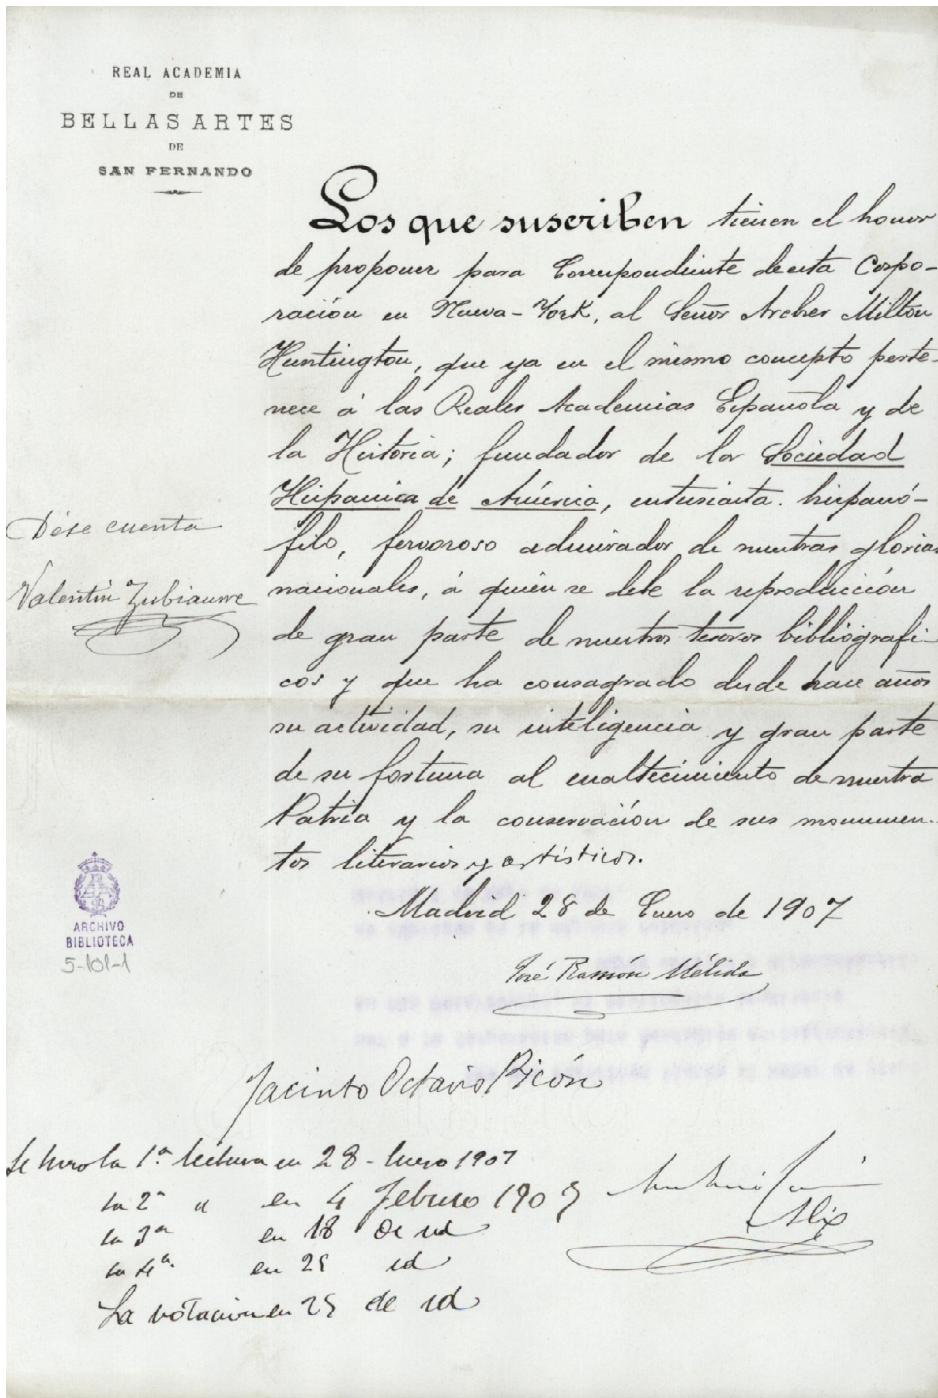 REAL ACADEMIA
DE
BELLAS ARTES
DE
SAN FERNANDO
Los que suscriben tienen el honor
de proponer para Correspondiente de esta Corpo-
ración en Nueva-York, al Señor Archer Milton
Huntington, que ya en el mismo concepto perte-
nece á las Reales Academias Española y de
la Historia; fundador de la Sociedad
Hispanica de América, entusiasta hispanó-
filo, fervoroso admirador de nuestras glorias
nacionales, á quien se debe la reproducción
de gran parte de nuestros tesoros bibliografi-
cos y que ha consagrado desde hace años
su actividad, su inteligencia y gran parte
de su fortuna al enaltecimiento de nuestra
Patria y la conservación de sus monumen-
tos literarios y artísticos.
Dése cuenta
Valentín Zubiaurre
Madrid 28 de Enero de 1907
ARCHIVO
BIBLIOTECA
5-101-1
José Ramón Mélida
Jacinto Octavio Picón
Se hizo la 1.ª lectura en 28 - Enero 1907
la 2ª " en 4 Febrero 1907
la 3ª en 18 de id
la 4ª en 25 id
La votacion en 25 de id